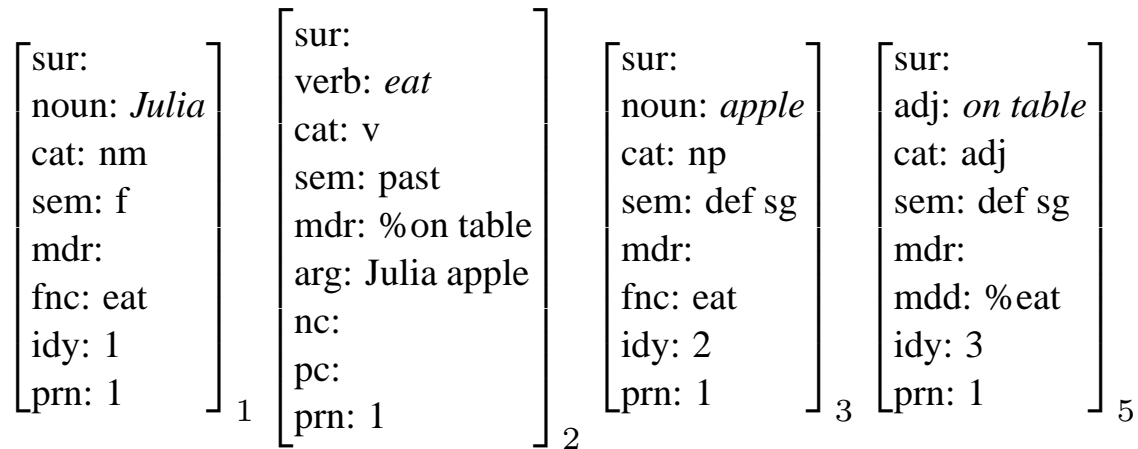 sur:
noun: Julia
cat: nm
sem: f
mdr:
fnc: eat
idy: 1
prn: 1
1
sur:
verb: eat
cat: v
sem: past
mdr: %on table
arg: Julia apple
nc:
pc:
prn: 1
2
sur:
noun: apple
cat: np
sem: def sg
mdr:
fnc: eat
idy: 2
prn: 1
3
sur:
adj: on table
cat: adj
sem: def sg
mdr:
mdd: %eat
idy: 3
prn: 1
5